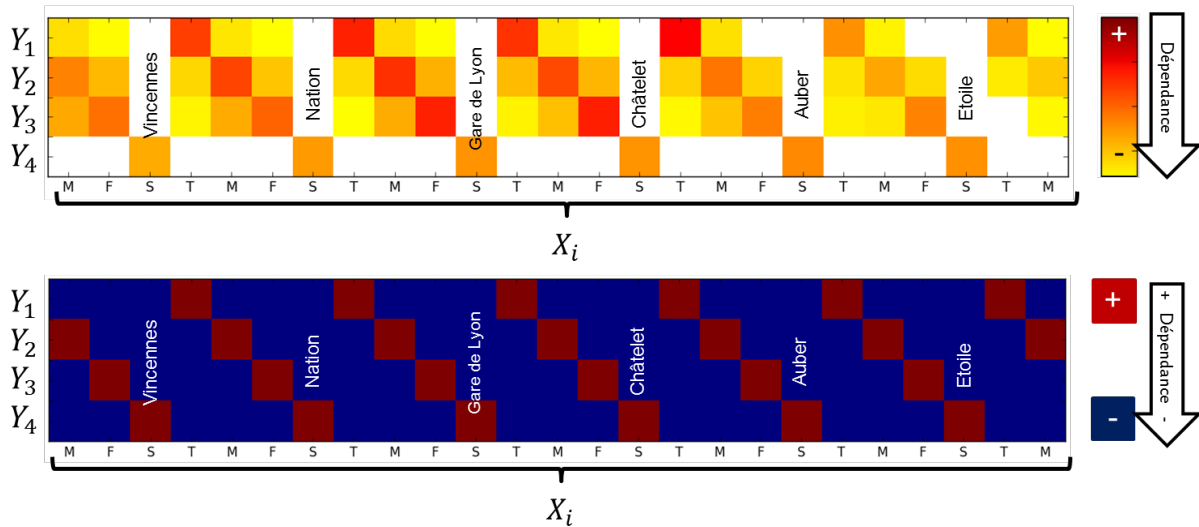 Y₁
Y₂
Y₃
Y₄
Vincennes
Nation
Gare de Lyon
Châtelet
Auber
Etoile
M F S T M F S T M F S T M F S T M F S T M F S T M
Xᵢ
+
-
Dépendance
Y₁
Y₂
Y₃
Y₄
Vincennes
Nation
Gare de Lyon
Châtelet
Auber
Etoile
M F S T M F S T M F S T M F S T M F S T M F S T M
Xᵢ
+
-
+ Dépendance -